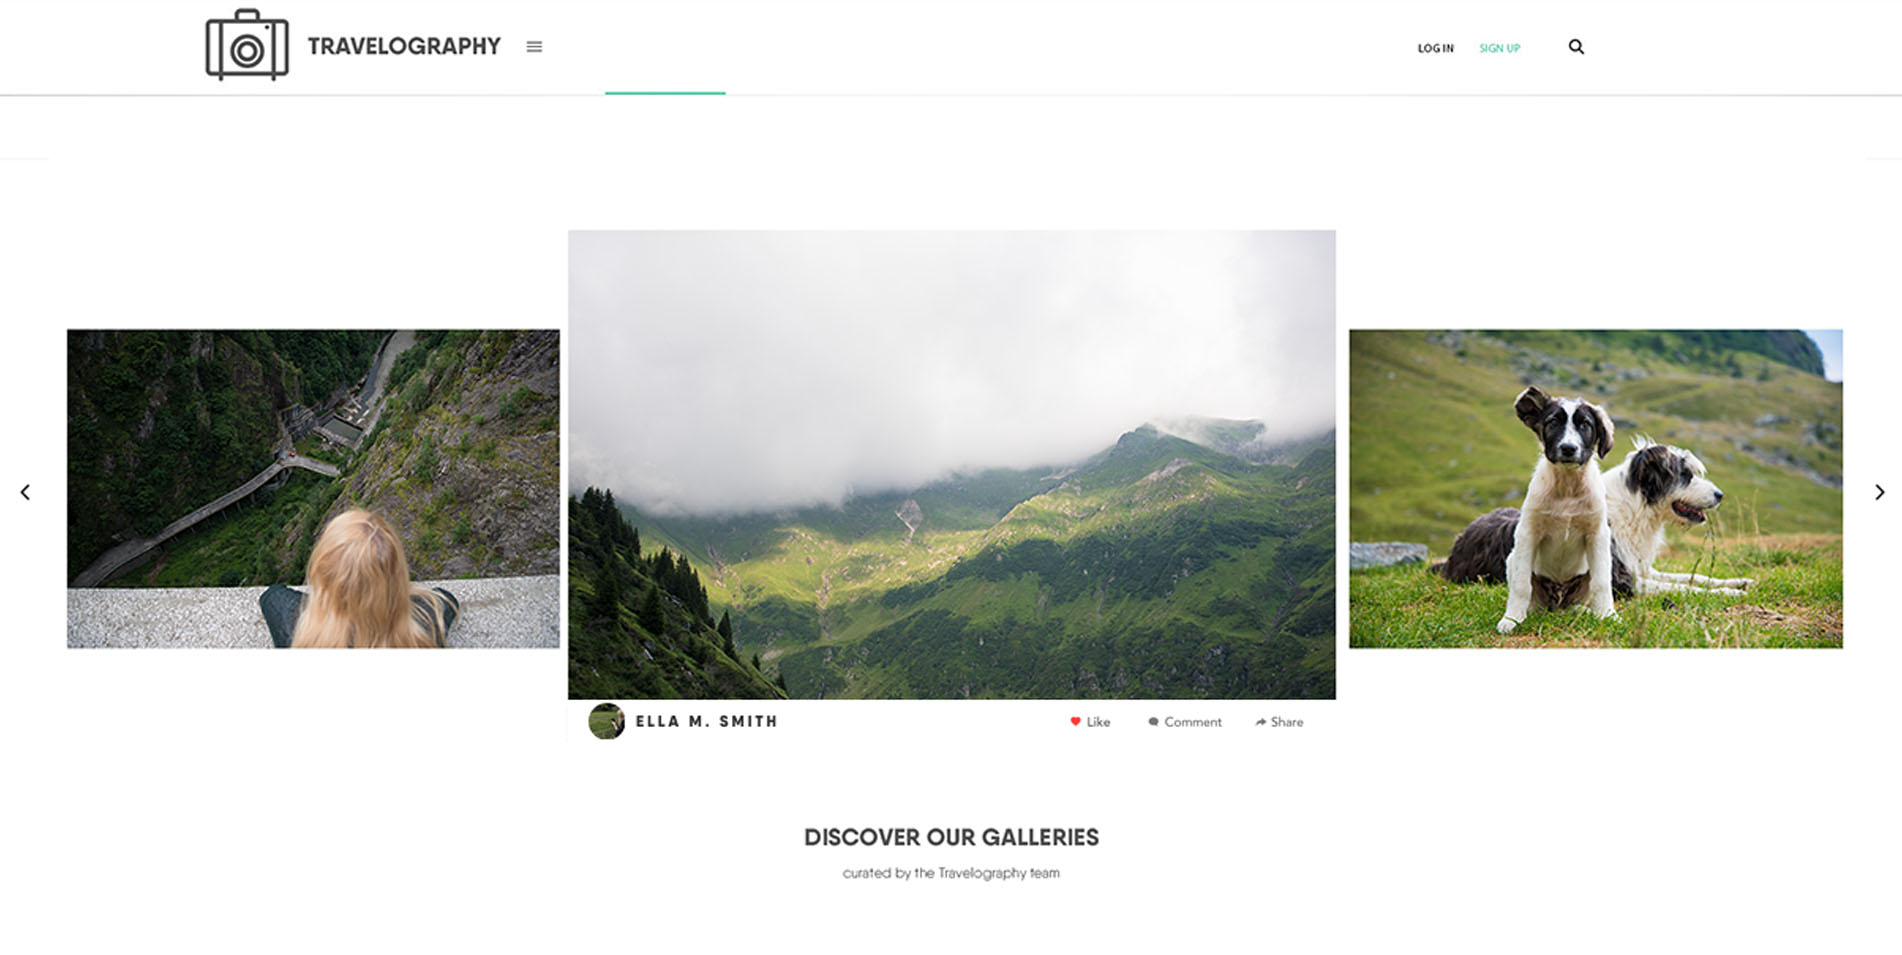 TRAVELOGRAPHY
LOG IN SIGN UP
ELLA M. SMITH
Like Comment Share
DISCOVER OUR GALLERIES
curated by the Travelography team